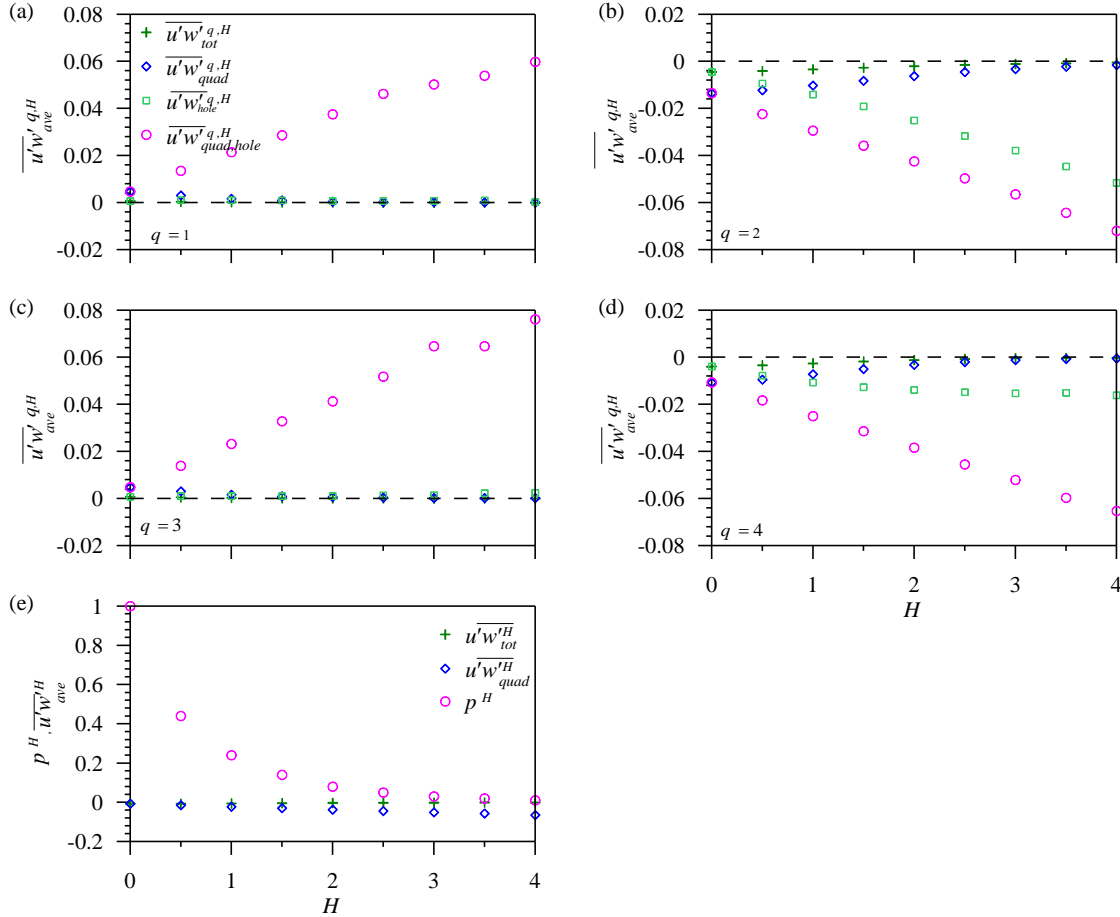 (a)
0.08
0.06
0.04
0.02
0
-0.02
u'w' ave q,H
u'w' tot q,H
u'w' quad q,H
u'w' hole q,H
u'w' quad,hole q,H
q = 1
(b)
0.02
0
-0.02
-0.04
-0.06
-0.08
u'w' ave q,H
q = 2
(c)
0.08
0.06
0.04
0.02
0
-0.02
u'w' ave q,H
q = 3
(d)
0.02
0
-0.02
-0.04
-0.06
-0.08
u'w' ave q,H
q = 4
0 1 2 3 4
H
(e)
1
0.8
0.6
0.4
0.2
0
-0.2
p H , u'w' ave H
u'w' tot H
u'w' quad H
p H
0 1 2 3 4
H